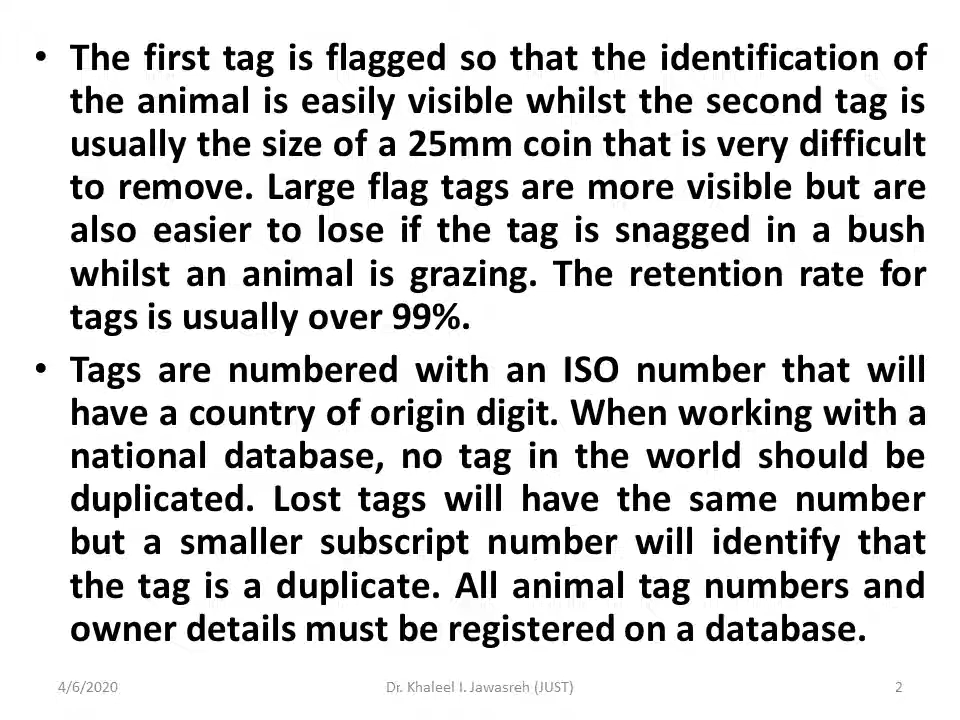 • The first tag is flagged so that the identification of
the animal is easily visible whilst the second tag is
usually the size of a 25mm coin that is very difficult
to remove. Large flag tags are more visible but are
also easier to lose if the tag is snagged in a bush
whilst an animal is grazing. The retention rate for
tags is usually over 99%.
• Tags are numbered with an ISO number that will
have a country of origin digit. When working with a
national database, no tag in the world should be
duplicated. Lost tags will have the same number
but a smaller subscript number will identify that
the tag is a duplicate. All animal tag numbers and
owner details must be registered on a database.
4/6/2020
Dr. Khaleel I. Jawasreh (JUST)
2